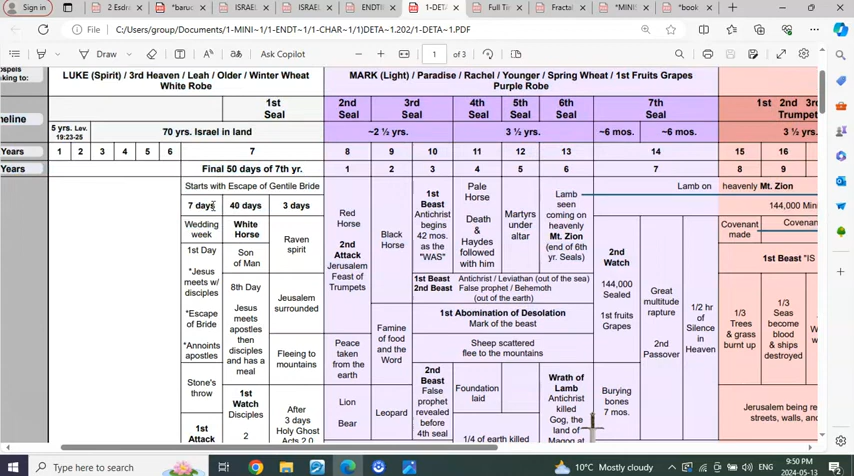 Sign in
2 Esdre
*baruc
ISRAEL
ISRAEL
ENDTI
1-DETA
Full Tim
Fractal
*MINIS
*book
File
C:/Users/group/Documents/1-MINI~1/1)ENDT~1/1-CHAR~1)DETA~1.202/1-DETA~1.PDF
Draw
Ask Copilot
1 of 3
ospels
aking to:
LUKE (Spirit) / 3rd Heaven / Leah / Older / Winter Wheat
White Robe
MARK (Light) / Paradise / Rachel / Younger / Spring Wheat / 1st Fruits Grapes
Purple Robe
meline
1st
Seal
2nd
Seal
3rd
Seal
4th
Seal
5th
Seal
6th
Seal
7th
Seal
1st 2nd 3r
Trumpet
5 yrs. Lev.
19:23-25
70 yrs. Israel in land
~2 ½ yrs.
3 ½ yrs.
~6 mos.
~6 mos.
3 ½ yrs.
Years
1 2 3 4 5 6 7 8 9 10 11 12 13 14 15 16
Years
Final 50 days of 7th yr.
1 2 3 4 5 6 7 8 9
Starts with Escape of Gentile Bride
7 days
40 days
3 days
Wedding
week
1st Day
*Jesus
meets w/
disciples
*Escape
of Bride
*Annoints
apostles
Stone's
throw
1st
Attack
White
Horse
Son
of Man
8th Day
Jesus
meets
apostles
then
disciples
and has a
meal
1st
Watch
Disciples
2
Raven
spirit
Jerusalem
surrounded
Fleeing to
mountains
After
3 days
Holy Ghost
Acts 2.0
Red
Horse
2nd
Attack
Jerusalem
Feast of
Trumpets
Peace
taken
from the
earth
Lion
Bear
Black
Horse
Famine
of food
and the
Word
Leopard
1st
Beast
Antichrist
begins
42 mos.
as the
"WAS"
Pale
Horse
Death
&
Haydes
followed
with him
Martyrs
under
altar
Lamb
seen
coming on
heavenly
Mt. Zion
(end of 6th
yr. Seals)
1st Beast Antichrist / Leviathan (out of the sea)
2nd Beast False prophet / Behemoth
(out of the earth)
1st Abomination of Desolation
Mark of the beast
Sheep scattered
flee to the mountains
2nd
Beast
False
prophet
revealed
before
4th seal
Foundation
laid
1/4 of earth killed
Wrath of
Lamb
Antichrist
killed
Gog, the
land of
Magog at
Lamb on heavenly Mt. Zion
2nd
Watch
144,000
Sealed
1st fruits
Grapes
Burying
bones
7 mos.
Great
multitude
rapture
2nd
Passover
1/2 hr
of
Silence
in
Heaven
144,000 Min
Covenant
made
Covenan
1st Beast "IS
1/3
Trees
& grass
burnt up
1/3
Seas
become
blood
& ships
destroyed
Jerusalem being re
streets, walls, an
Type here to search
10°C Mostly cloudy
9:50 PM
2024-05-13